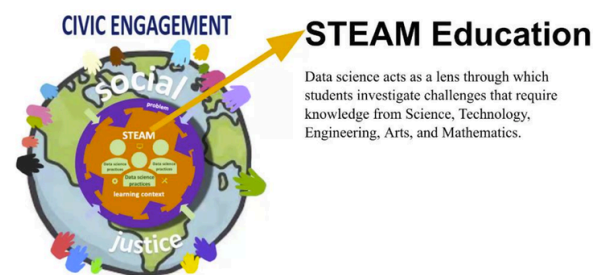 CIVIC ENGAGEMENT
STEAM Education
Data science acts as a lens through which
students investigate challenges that require
knowledge from Science, Technology,
Engineering, Arts, and Mathematics.
social
problem
STEAM
Data science
practices
Data science
practices
Data science
practices
learning context
justice